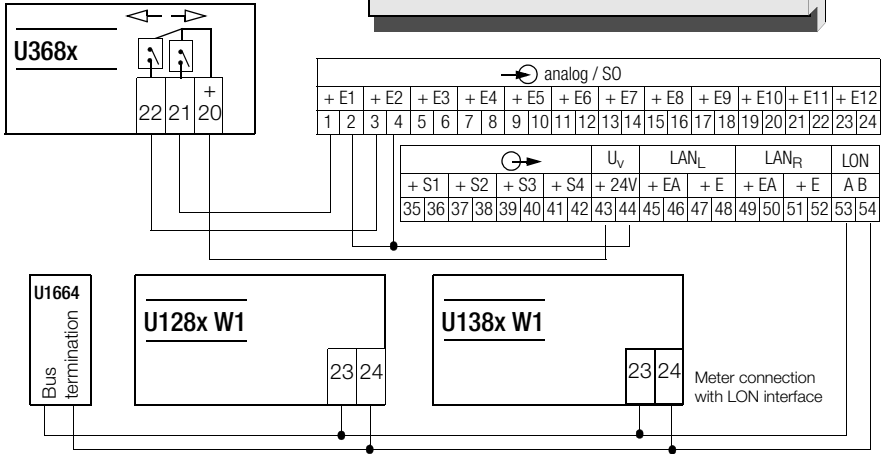 U368x
+
22 21 20
analog / SO
+ E1 + E2 + E3 + E4 + E5 + E6 + E7 + E8 + E9 + E10 + E11 + E12
1 2 3 4 5 6 7 8 9 10 11 12 13 14 15 16 17 18 19 20 21 22 23 24
Uv LANL LANR LON
+ S1 + S2 + S3 + S4 + 24V + EA + E + EA + E A B
35 36 37 38 39 40 41 42 43 44 45 46 47 48 49 50 51 52 53 54
U1664
Bus
termination
U128x W1
23 24
U138x W1
23 24
Meter connection
with LON interface